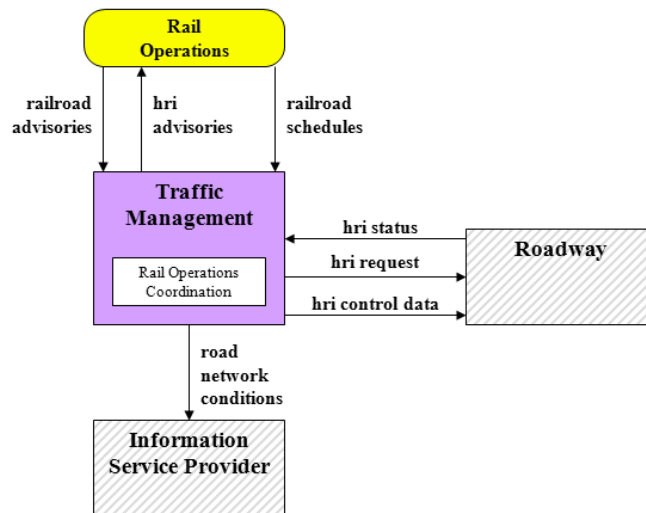 Rail
Operations
railroad
advisories
hri
advisories
railroad
schedules
Traffic
Management
Rail Operations
Coordination
hri status
hri request
hri control data
Roadway
road
network
conditions
Information
Service Provider